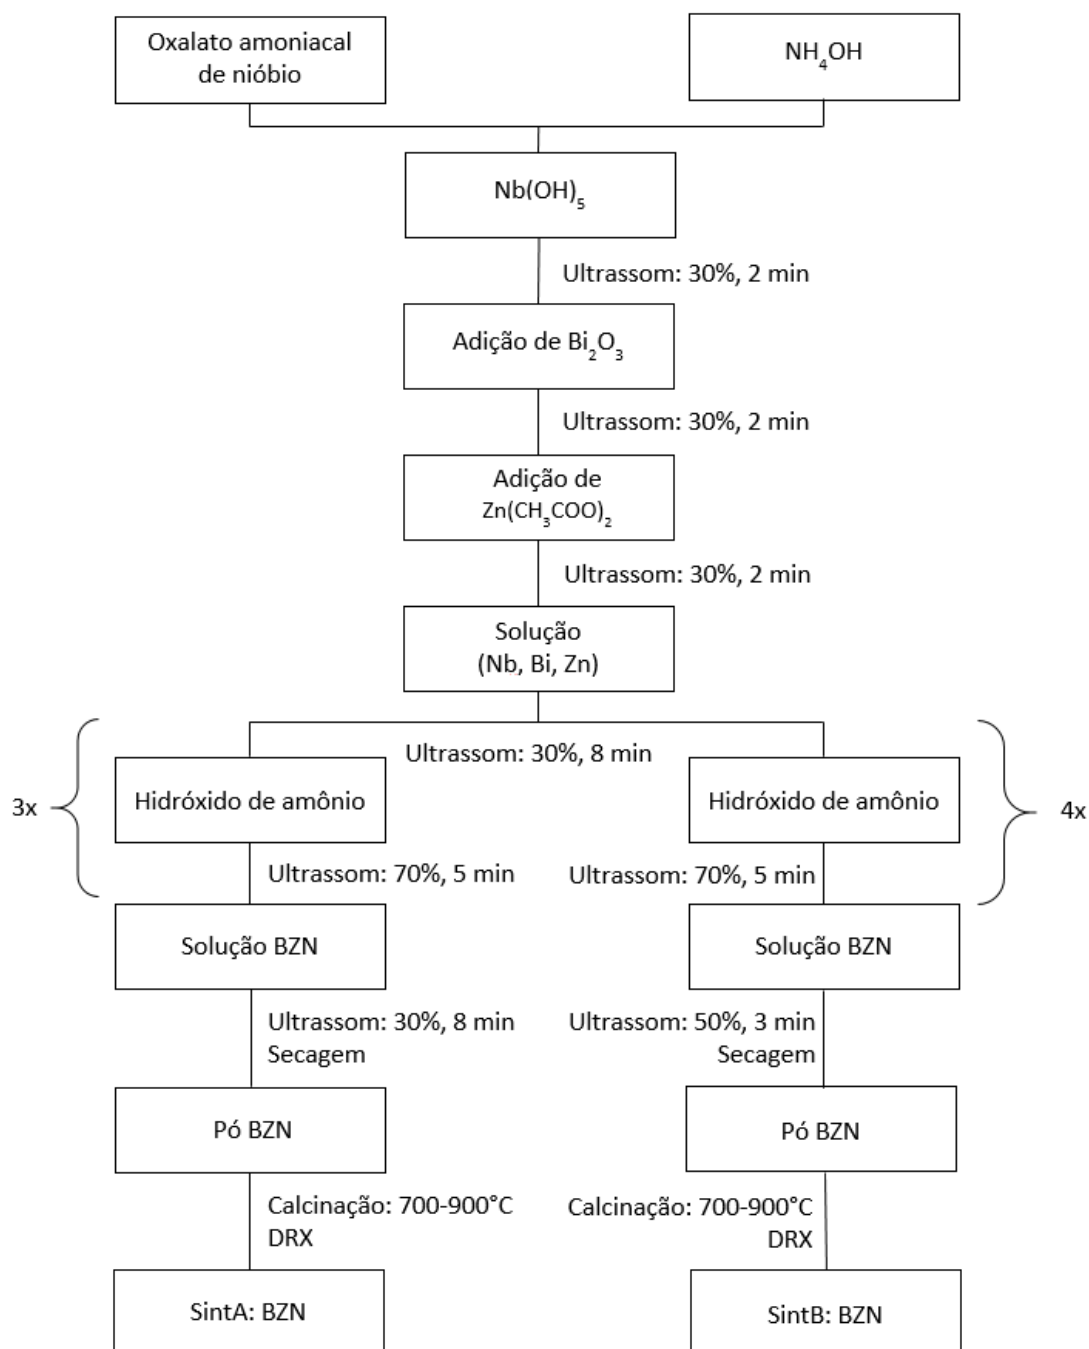 Oxalato amoniacal
de nióbio
NH₄OH
Nb(OH)₅
Ultrassom: 30%, 2 min
Adição de Bi₂O₃
Ultrassom: 30%, 2 min
Adição de
Zn(CH₃COO)₂
Ultrassom: 30%, 2 min
Solução
(Nb, Bi, Zn)
Ultrassom: 30%, 8 min
3x
Hidróxido de amônio
Hidróxido de amônio
4x
Ultrassom: 70%, 5 min
Ultrassom: 70%, 5 min
Solução BZN
Solução BZN
Ultrassom: 30%, 8 min
Secagem
Ultrassom: 50%, 3 min
Secagem
Pó BZN
Pó BZN
Calcinação: 700-900°C
DRX
Calcinação: 700-900°C
DRX
SintA: BZN
SintB: BZN